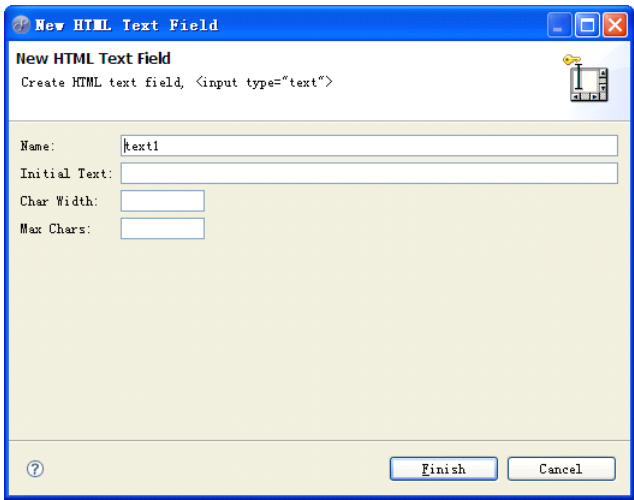 New HTML Text Field
New HTML Text Field
Create HTML text field, <input type="text">
Name: text1
Initial Text:
Char Width:
Max Chars:
Finish Cancel